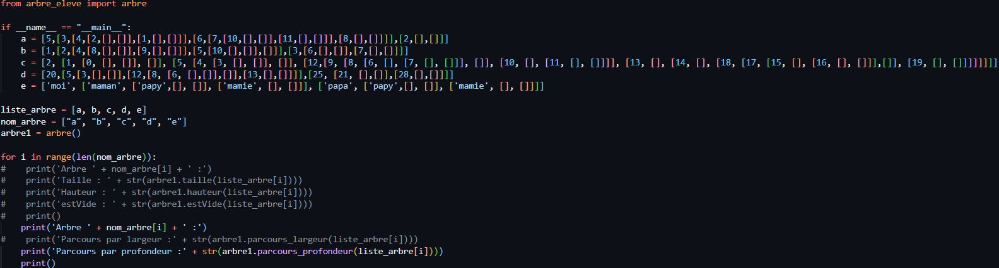 from arbre_eleve import arbre
if __name__ == "__main__":
    a = [5,[3,[4,[2,[],[]],[1,[],[]]],[6,[7,[10,[],[]],[11,[],[]]],[8,[],[]]]],[2,[],[]]]
    b = [1,[2,[4,[8,[],[]],[9,[],[]]],[5,[10,[],[]],[]]],[3,[6,[],[]],[7,[],[]]]]
    c = [2, [1, [0, [], []], []], [5, [4, [3, [], []], []], [12,[9, [8, [6, [], [7, [], []]], []], [10, [], [11, [], []]]], [13, [], [14, [], [18, [17, [15, [], [16, [], []]],[]], [19, [], []]]]]]]]
    d = [20,[5,[3,[],[]],[12,[8, [6, [],[]],[]],[13,[],[]]]],[25, [21, [],[]],[28,[],[]]]]
    e = ['moi', ['maman', ['papy',[], []], ['mamie', [], []]], ['papa', ['papy',[], []], ['mamie', [], []]]]
liste_arbre = [a, b, c, d, e]
nom_arbre = ["a", "b", "c", "d", "e"]
arbre1 = arbre()
for i in range(len(nom_arbre)):
#    print('Arbre ' + nom_arbre[i] + ' :')
#    print('Taille : ' + str(arbre1.taille(liste_arbre[i])))
#    print('Hauteur : ' + str(arbre1.hauteur(liste_arbre[i])))
#    print('estVide : ' + str(arbre1.estVide(liste_arbre[i])))
#    print()
    print('Arbre ' + nom_arbre[i] + ' :')
#    print('Parcours par largeur :' + str(arbre1.parcours_largeur(liste_arbre[i])))
    print('Parcours par profondeur :' + str(arbre1.parcours_profondeur(liste_arbre[i])))
    print()